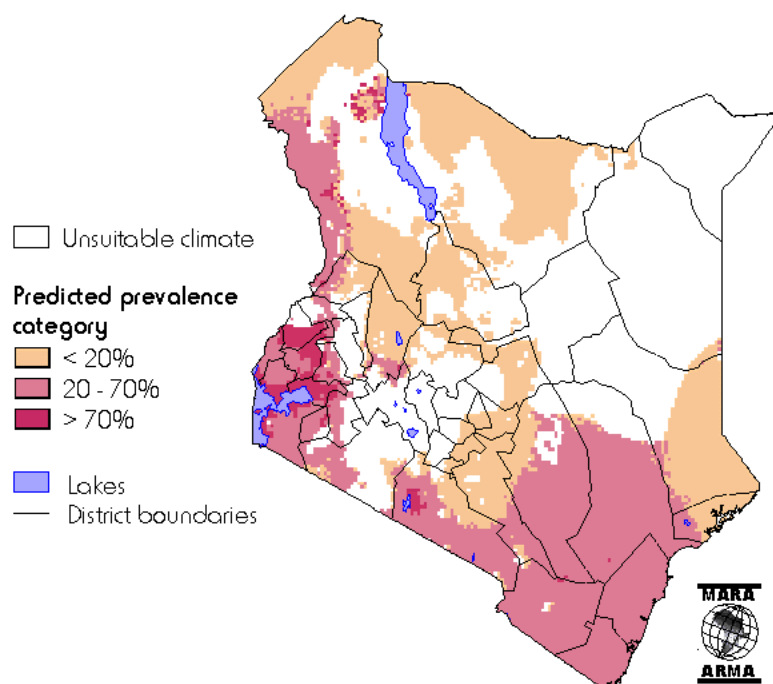 Unsuitable climate
Predicted prevalence
category
< 20%
20 - 70%
> 70%
Lakes
District boundaries
MARA
ARMA